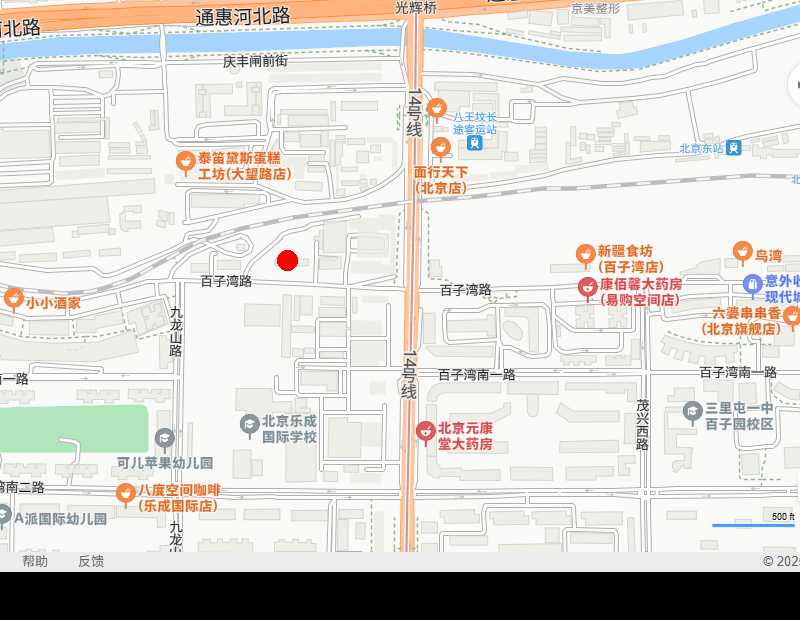 光辉桥
通惠河北路
河北路
京美整形
庆丰闸前街
14号线
八王坟长
途客运站
北京东站
泰笛黛斯蛋糕
工坊(大望路店)
面行天下
(北京店)
北
新疆食坊
(百子湾店)
鸟湾
百子湾路
百子湾路
康佰馨大药房
(易购空间店)
意外收
现代城
小小酒家
六婆串串香
(北京旗舰店)
九龙山路
14号线
百子湾南一路
百子湾南一路
一路
茂兴西路
三里屯一中
百子园校区
北京乐成
国际学校
北京元康
堂大药房
可儿苹果幼儿园
湾南二路
八度空间咖啡
(乐成国际店)
A派国际幼儿园
九龙山
500 ft
帮助
反馈
© 202